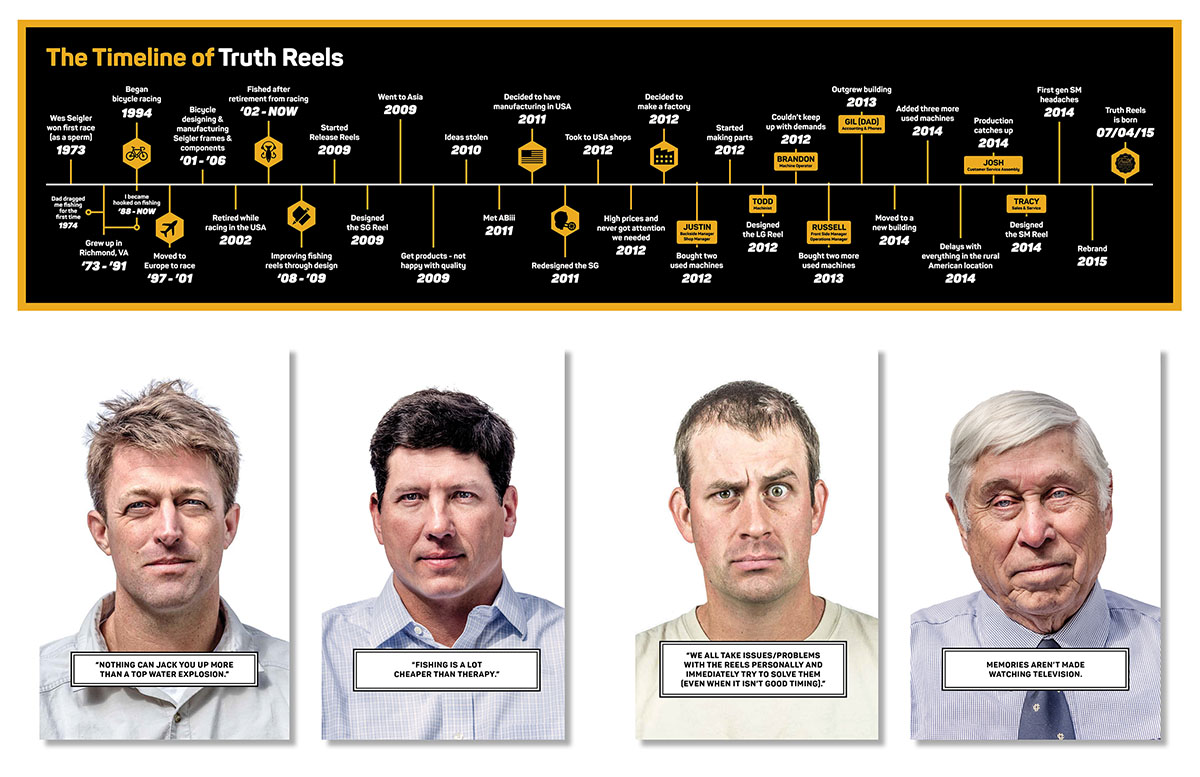 The Timeline of Truth Reels
Wes Seigler
won first race
(as a sperm)
1973
Began
bicycle racing
1994
Bicycle
designing &
manufacturing
Seigler frames &
components
‘01 - ‘06
Fished after
retirement from racing
‘02 - NOW
Started
Release Reels
2009
Went to Asia
2009
Ideas stolen
2010
Decided to have
manufacturing in USA
2011
Took to USA shops
2012
Decided to
make a factory
2012
Started
making parts
2012
Couldn’t keep
up with demands
2012
BRANDON
Machine Operator
Outgrew building
2013
GIL (DAD)
Accounting & Phones
Added three more
used machines
2014
Production
catches up
2014
JOSH
Customer Service Assembly
First gen SM
headaches
2014
Truth Reels
is born
07/04/15
Dad dragged
me fishing
for the
first time
1974
I became
hooked on fishing
‘88 - NOW
Grew up in
Richmond, VA
‘73 - ‘91
Moved to
Europe to race
‘97 - ‘01
Retired while
racing in the USA
2002
Improving fishing
reels through design
‘08 - ‘09
Designed
the SG Reel
2009
Get products - not
happy with quality
2009
Met ABiii
2011
Redesigned the SG
2011
High prices and
never got attention
we needed
2012
JUSTIN
Backside Manager
Shop Manager
Bought two
used machines
2012
TODD
Machinist
Designed
the LG Reel
2012
RUSSELL
Front Side Manager
Operations Manager
Bought two more
used machines
2013
Moved to a
new building
2014
Delays with
everything in the rural
American location
2014
TRACY
Sales & Service
Designed
the SM Reel
2014
Rebrand
2015
“NOTHING CAN JACK YOU UP MORE
THAN A TOP WATER EXPLOSION.”
“FISHING IS A LOT
CHEAPER THAN THERAPY.”
“WE ALL TAKE ISSUES/PROBLEMS
WITH THE REELS PERSONALLY AND
IMMEDIATELY TRY TO SOLVE THEM
(EVEN WHEN IT ISN’T GOOD TIMING).”
MEMORIES AREN’T MADE
WATCHING TELEVISION.